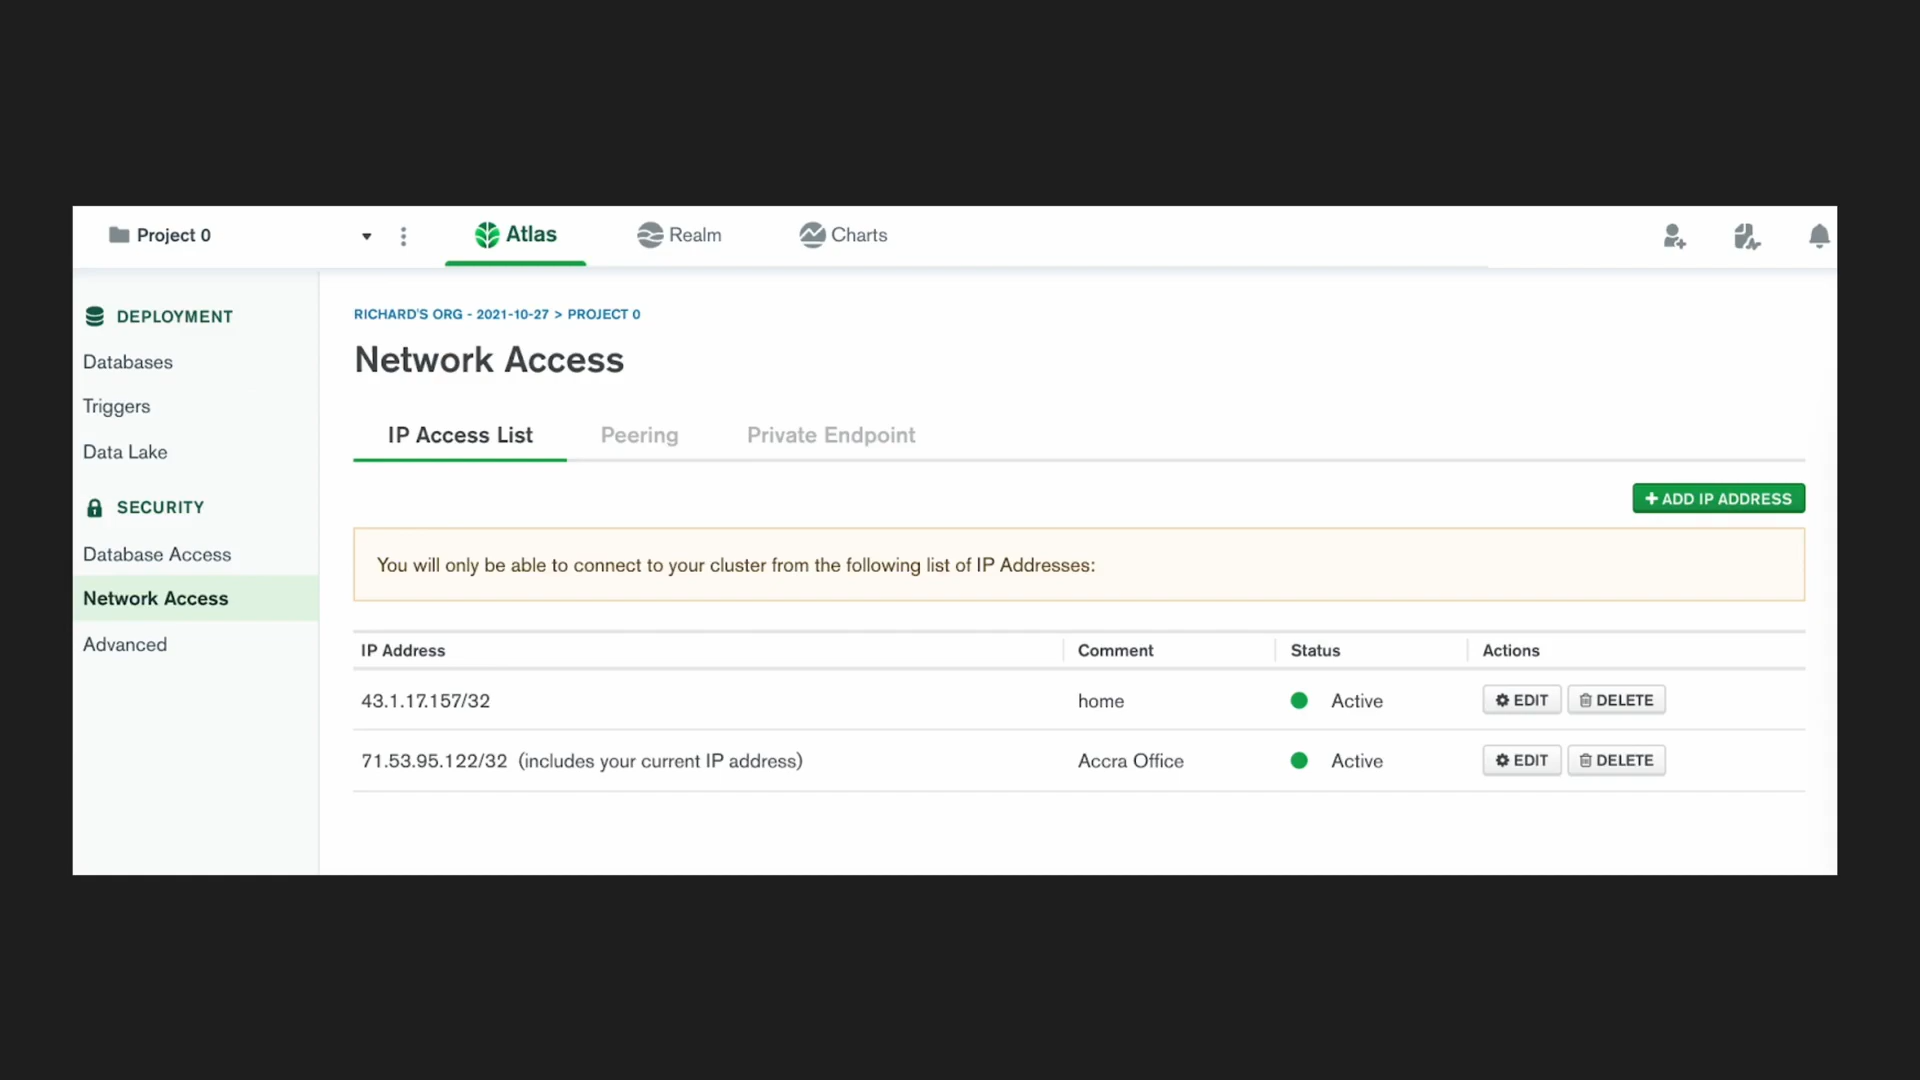 Project 0
Atlas
Realm
Charts
DEPLOYMENT
Databases
Triggers
Data Lake
SECURITY
Database Access
Network Access
Advanced
RICHARD'S ORG - 2021-10-27 > PROJECT 0
Network Access
IP Access List Peering Private Endpoint
+ ADD IP ADDRESS
You will only be able to connect to your cluster from the following list of IP Addresses:
IP Address Comment Status Actions
43.1.17.157/32 home Active EDIT DELETE
71.53.95.122/32 (includes your current IP address) Accra Office Active EDIT DELETE